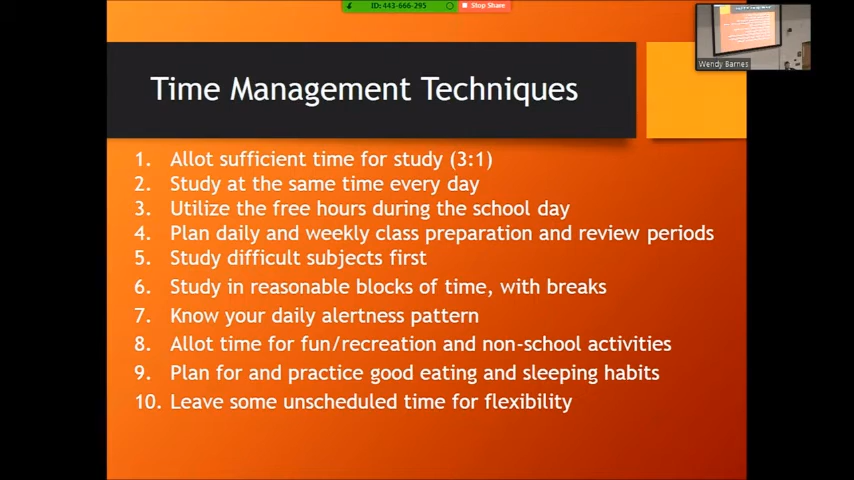 ID: 443-666-295
Stop Share
Wendy Barnes
Time Management Techniques
1. Allot sufficient time for study (3:1)
2. Study at the same time every day
3. Utilize the free hours during the school day
4. Plan daily and weekly class preparation and review periods
5. Study difficult subjects first
6. Study in reasonable blocks of time, with breaks
7. Know your daily alertness pattern
8. Allot time for fun/recreation and non-school activities
9. Plan for and practice good eating and sleeping habits
10. Leave some unscheduled time for flexibility